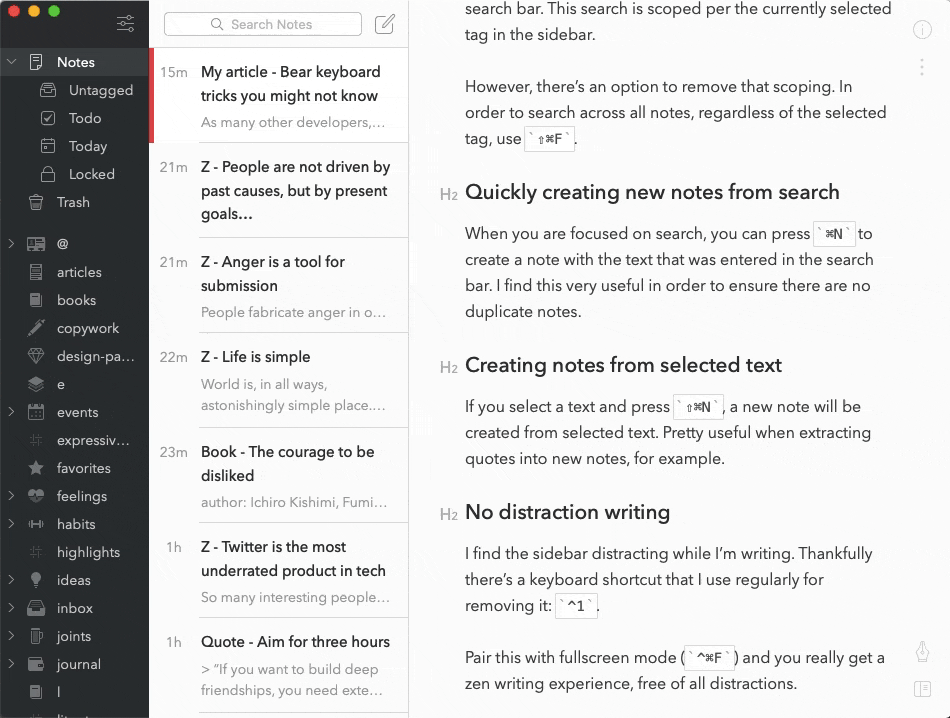 Notes
Untagged
Todo
Today
Locked
Trash
@
articles
books
copywork
design-pa...
e
events
expressiv...
favorites
feelings
habits
highlights
ideas
inbox
joints
journal
l
Search Notes
15m
My article - Bear keyboard
tricks you might not know
As many other developers,...
21m
Z - People are not driven by
past causes, but by present
goals...
21m
Z - Anger is a tool for
submission
People fabricate anger in o...
22m
Z - Life is simple
World is, in all ways,
astonishingly simple place....
23m
Book - The courage to be
disliked
author: Ichiro Kishimi, Fumi...
1h
Z - Twitter is the most
underrated product in tech
So many interesting people...
1h
Quote - Aim for three hours
> “If you want to build deep
friendships, you need exte...
search bar. This search is scoped per the currently selected
tag in the sidebar.
However, there’s an option to remove that scoping. In
order to search across all notes, regardless of the selected
tag, use `⇧⌘F`.
H2 Quickly creating new notes from search
When you are focused on search, you can press `⌘N` to
create a note with the text that was entered in the search
bar. I find this very useful in order to ensure there are no
duplicate notes.
H2 Creating notes from selected text
If you select a text and press `⇧⌘N`, a new note will be
created from selected text. Pretty useful when extracting
quotes into new notes, for example.
H2 No distraction writing
I find the sidebar distracting while I’m writing. Thankfully
there’s a keyboard shortcut that I use regularly for
removing it: `^1`.
Pair this with fullscreen mode (`^⌘F`) and you really get a
zen writing experience, free of all distractions.